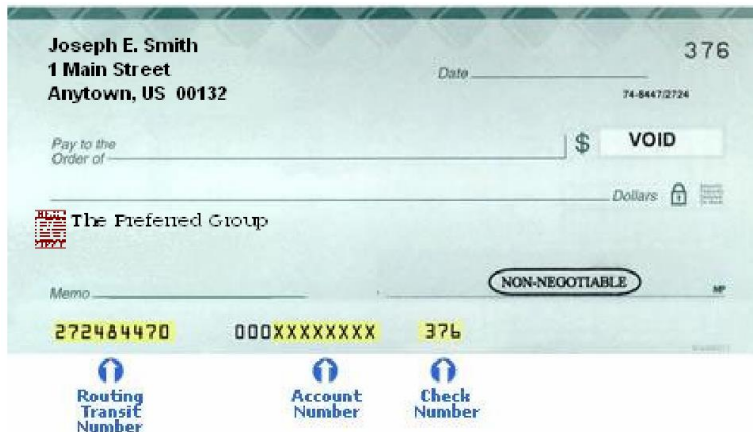 Joseph E. Smith
376
1 Main Street
Date
Anytown, US 00132
74-8447/2724
Pay to the
Order of
$ VOID
Dollars
The Preferred Group
NON-NEGOTIABLE
Memo
MP
272484470 000XXXXXXXX 376
Routing
Transit
Number
Account
Number
Check
Number